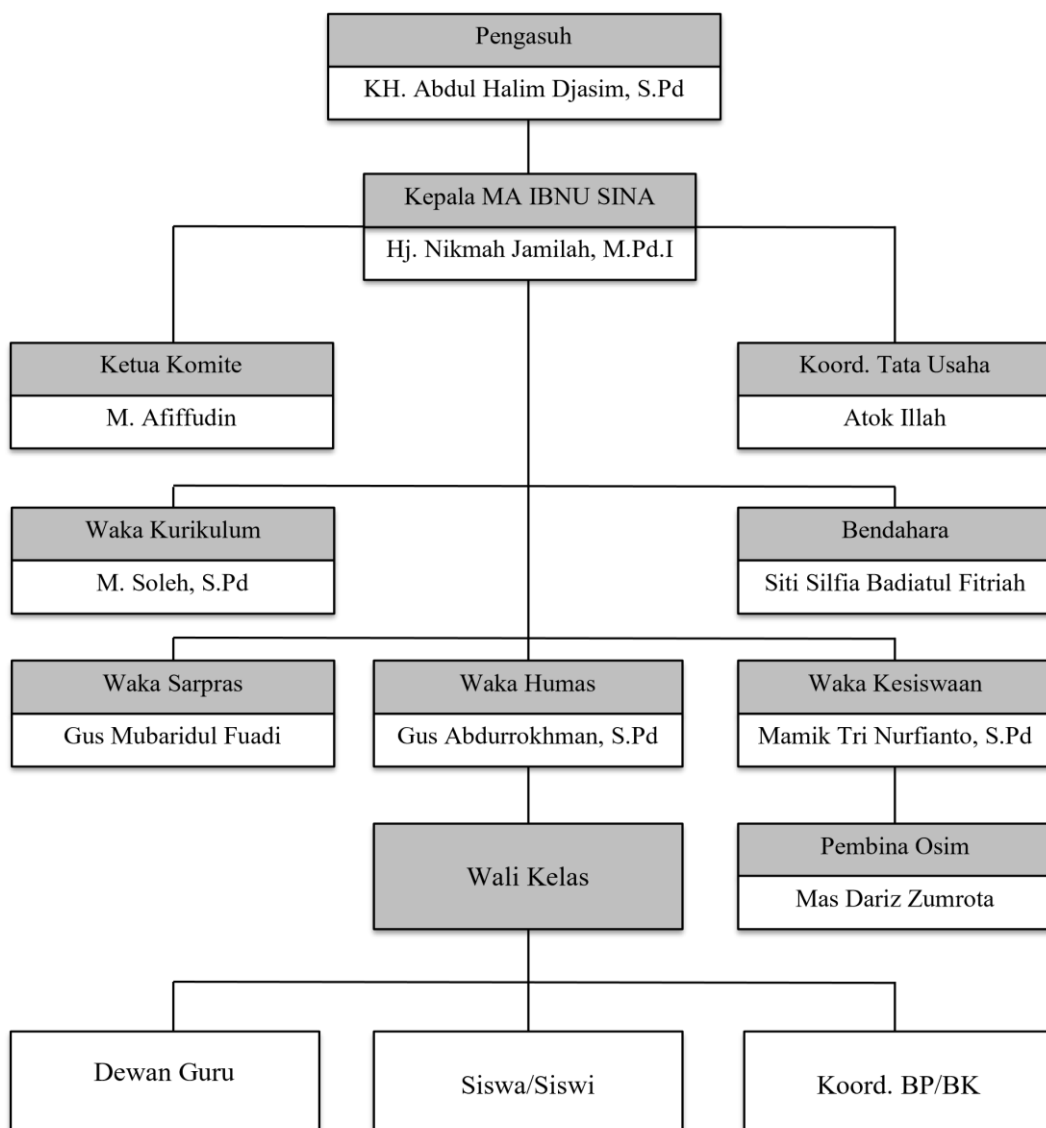 Pengasuh
KH. Abdul Halim Djasim, S.Pd
Kepala MA IBNU SINA
Hj. Nikmah Jamilah, M.Pd.I
Ketua Komite
M. Afiffudin
Koord. Tata Usaha
Atok Illah
Waka Kurikulum
M. Soleh, S.Pd
Bendahara
Siti Silfia Badiatul Fitriah
Waka Sarpras
Gus Mubaridul Fuadi
Waka Humas
Gus Abdurrokhman, S.Pd
Waka Kesiswaan
Mamik Tri Nurfianto, S.Pd
Wali Kelas
Pembina Osim
Mas Dariz Zumrota
Dewan Guru
Siswa/Siswi
Koord. BP/BK